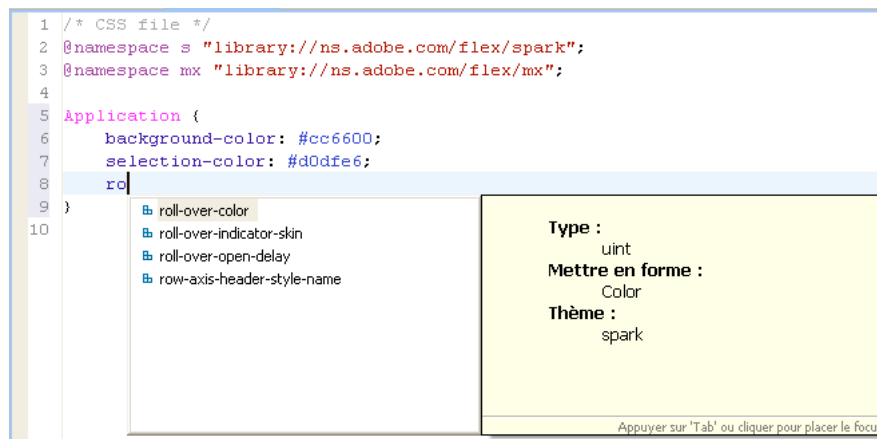 1 /* CSS file */
2 @namespace s "library://ns.adobe.com/flex/spark";
3 @namespace mx "library://ns.adobe.com/flex/mx";
4
5 Application {
6 background-color: #cc6600;
7 selection-color: #d0dfe6;
8 ro
9 }
10
roll-over-color
roll-over-indicator-skin
roll-over-open-delay
row-axis-header-style-name
Type :
uint
Mettre en forme :
Color
Thème :
spark
Appuyer sur 'Tab' ou cliquer pour placer le focu